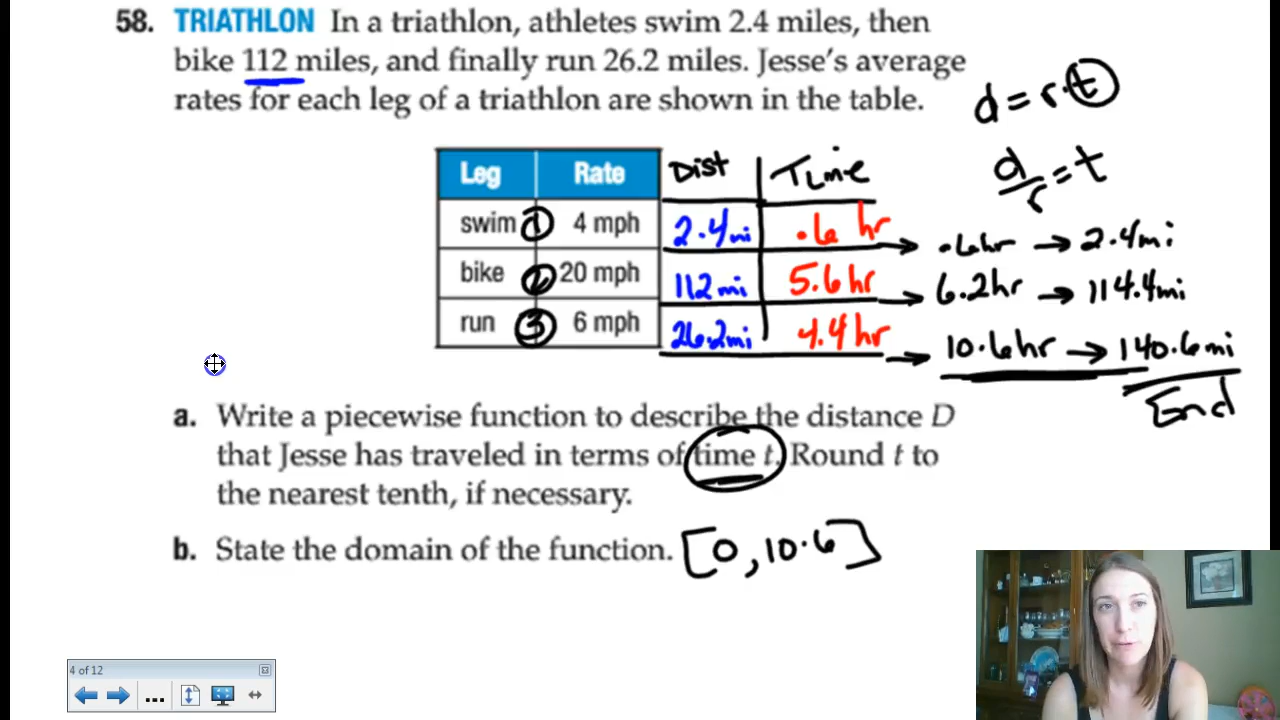 58. TRIATHLON In a triathlon, athletes swim 2.4 miles, then
bike 112 miles, and finally run 26.2 miles. Jesse's average
rates for each leg of a triathlon are shown in the table.
d = r·t
d/r = t
Leg Rate Dist Time
swim 1 4 mph 2.4mi .6 hr → .6hr → 2.4mi
bike 2 20 mph 112mi 5.6hr → 6.2hr → 114.4mi
run 3 6 mph 26.2mi 4.4hr → 10.6hr → 140.6mi
End
a. Write a piecewise function to describe the distance D
that Jesse has traveled in terms of time t. Round t to
the nearest tenth, if necessary.
b. State the domain of the function. [0, 10.6]
4 of 12
...